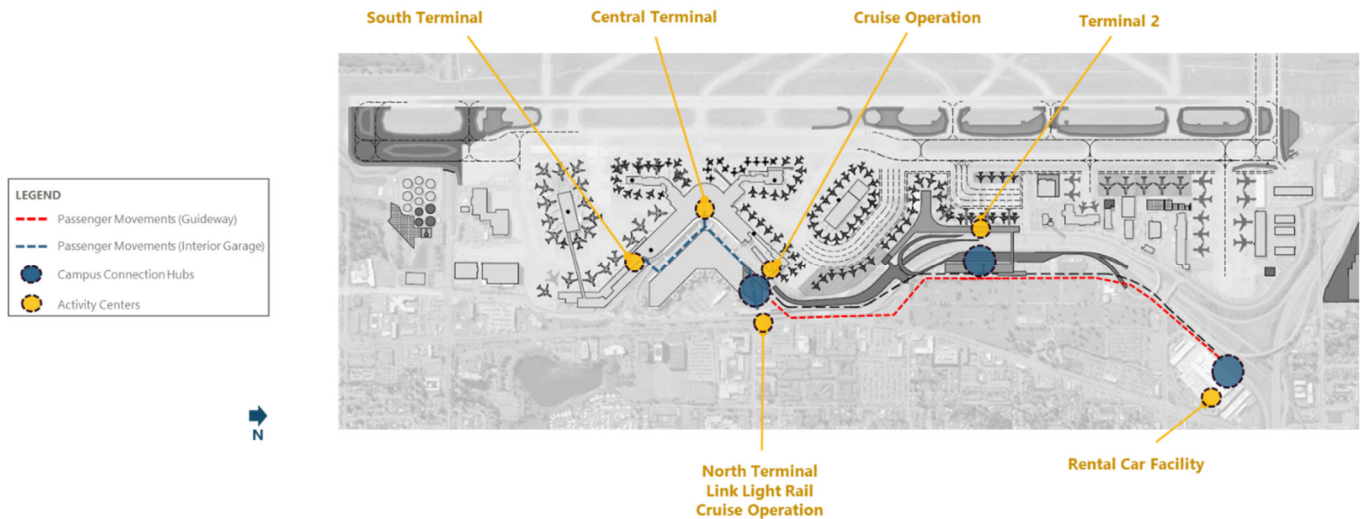 South Terminal
Central Terminal
Cruise Operation
Terminal 2
LEGEND
Passenger Movements (Guideway)
Passenger Movements (Interior Garage)
Campus Connection Hubs
Activity Centers
N
North Terminal
Link Light Rail
Cruise Operation
Rental Car Facility